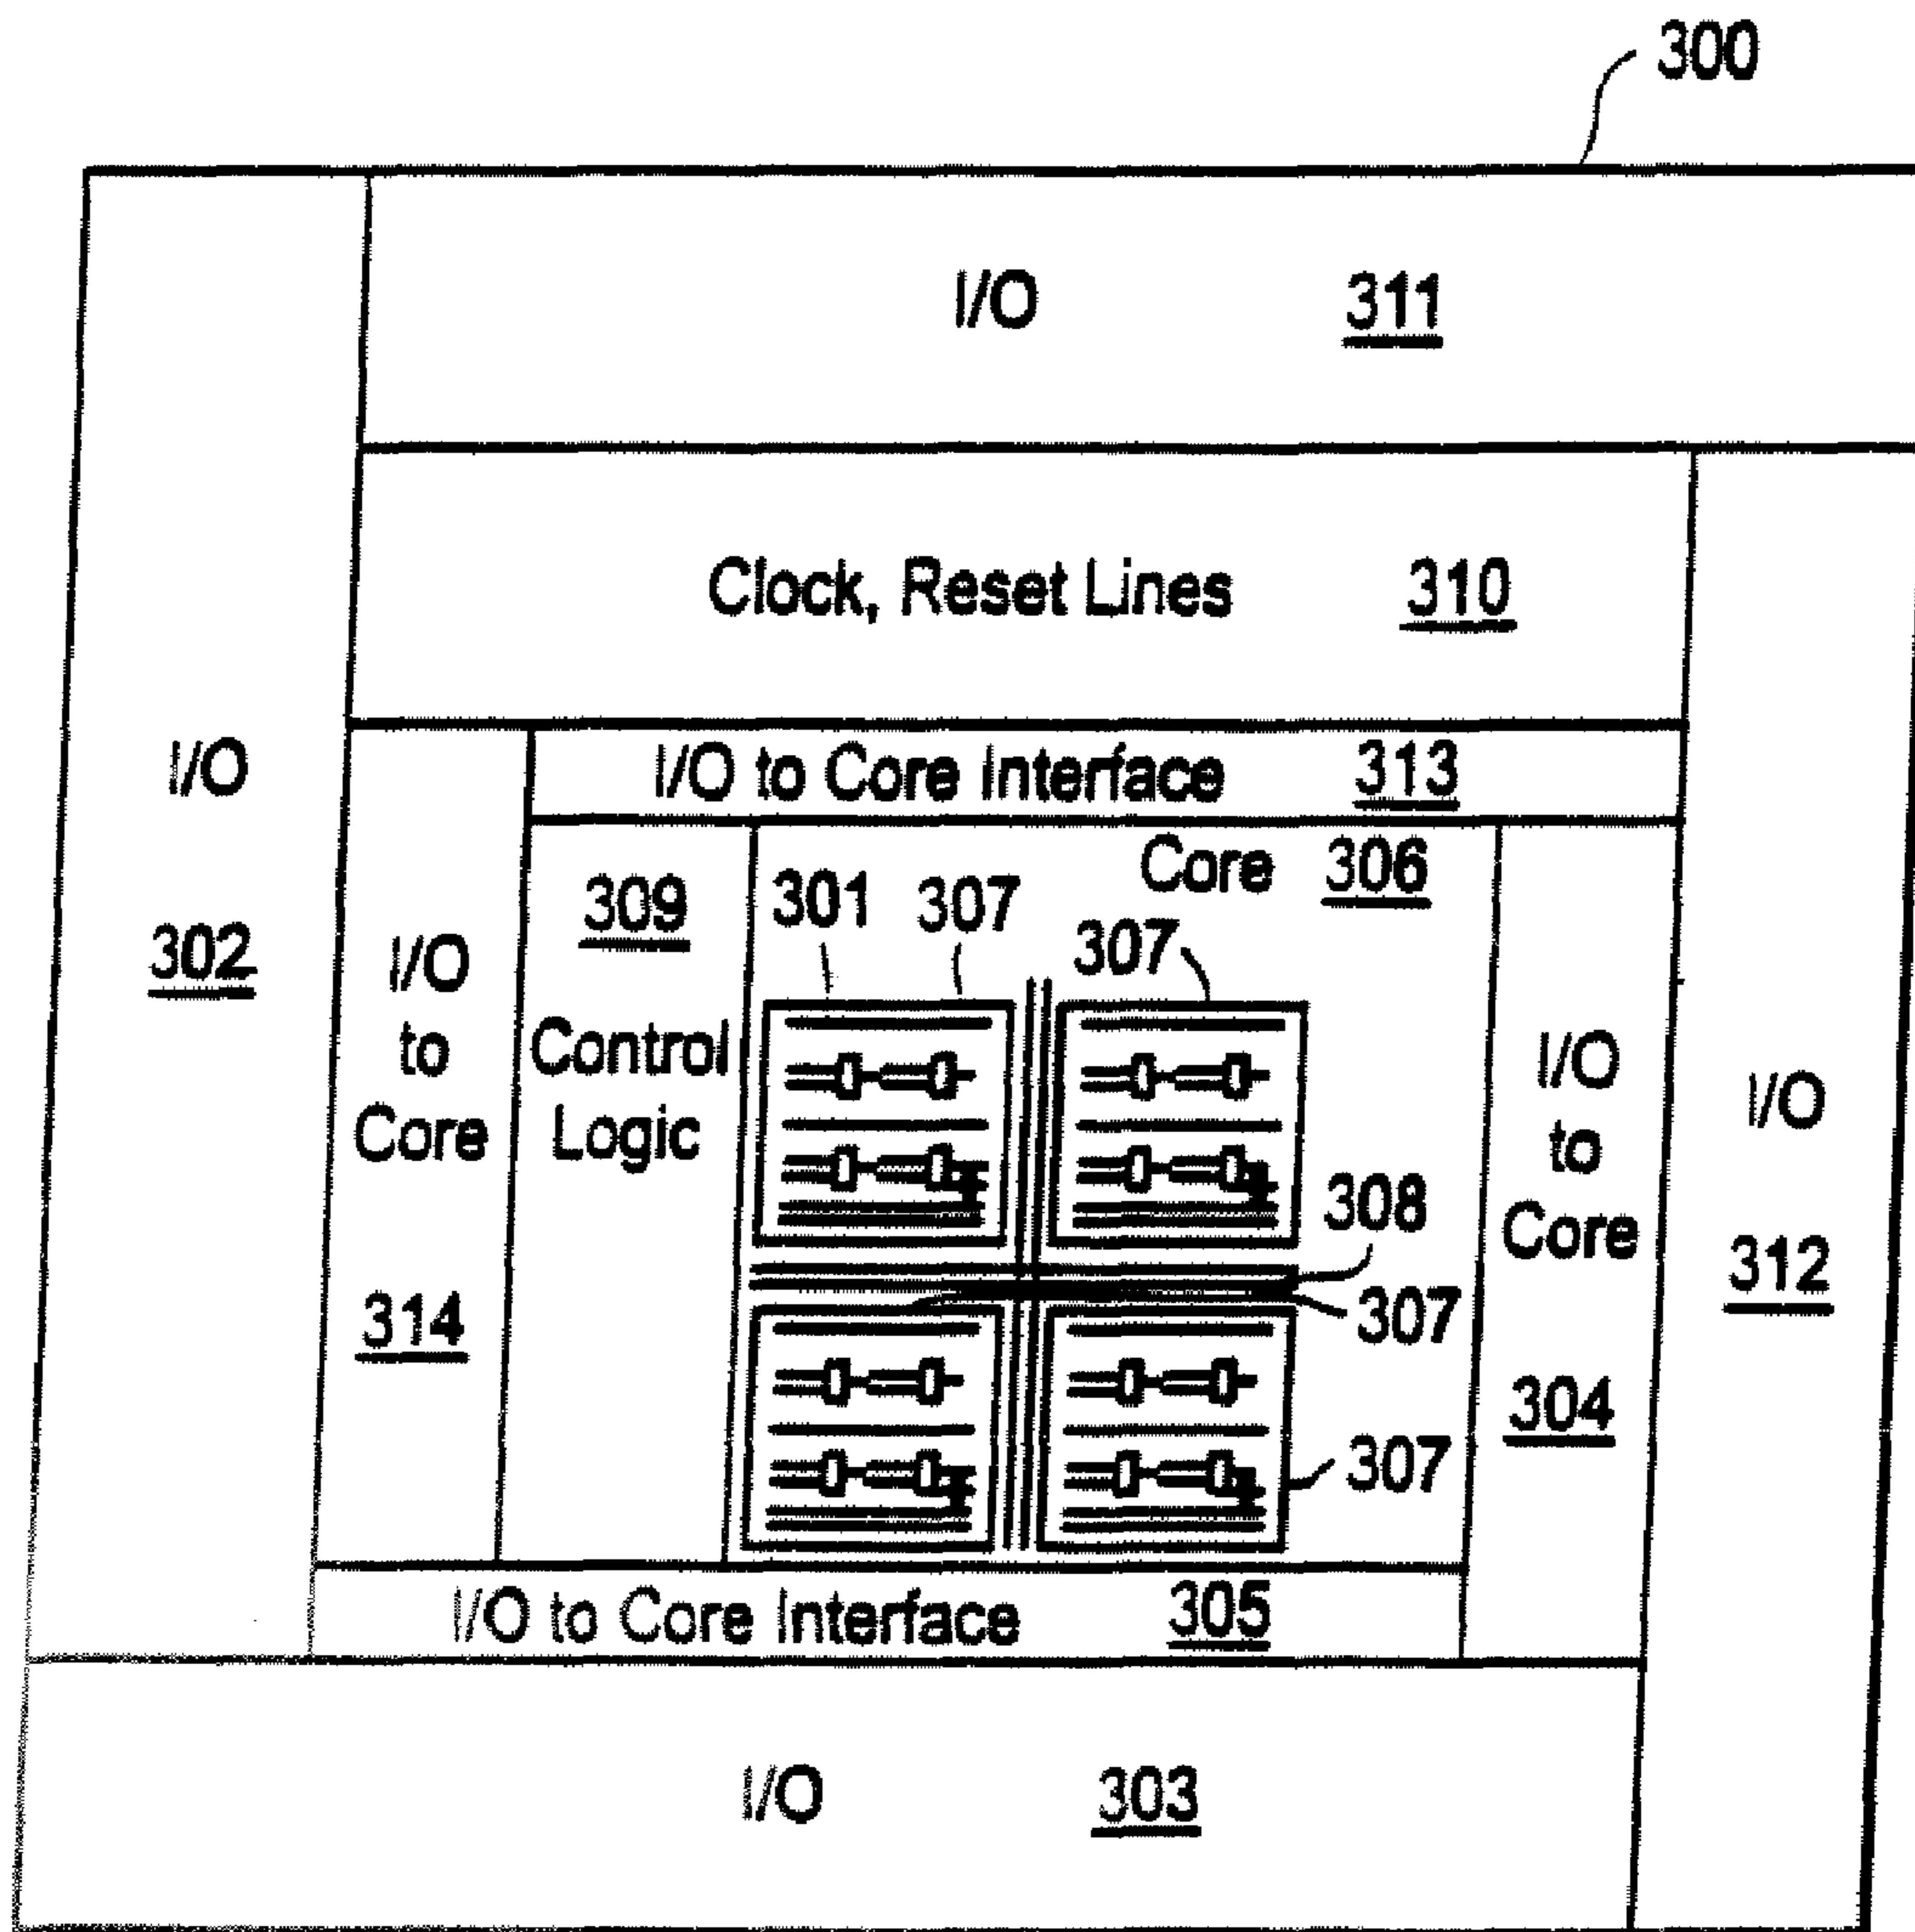 300
I/O 311
Clock, Reset Lines 310
I/O
302
I/O to Core Interface 313
Core 306
309
301
307
307
I/O
to
Core
314
Control
Logic
308
307
307
I/O
to
Core
304
I/O
312
I/O to Core Interface 305
I/O 303